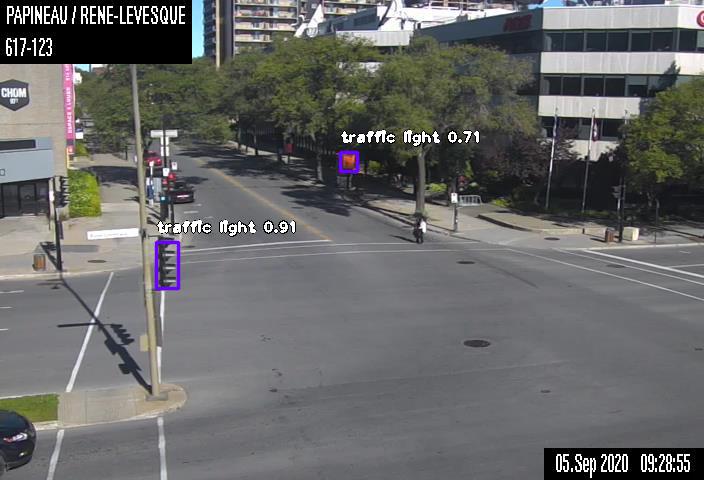 PAPINEAU / RENE-LEVESQUE
617-123
CHOM
traffic light 0.71
traffic light 0.91
05.Sep 2020 09:28:55